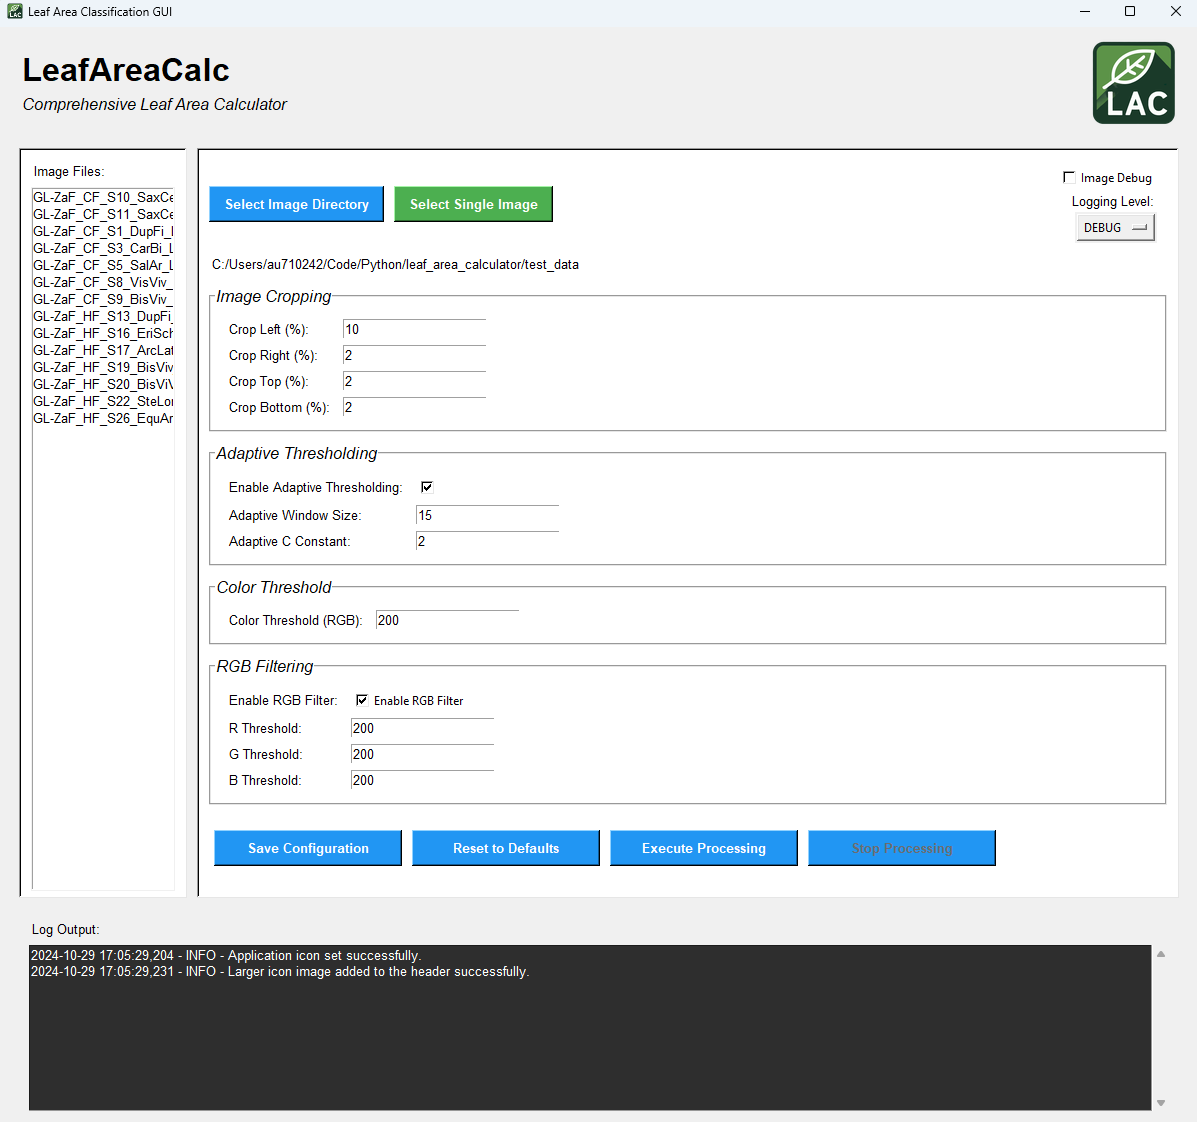 Leaf Area Classification GUI
LeafAreaCalc
Comprehensive Leaf Area Calculator
LAC
Image Files:
GL-ZaF_CF_S10_SaxCe
GL-ZaF_CF_S11_SaxCe
GL-ZaF_CF_S1_DupFi_
GL-ZaF_CF_S3_CarBi_L
GL-ZaF_CF_S5_SalAr_L
GL-ZaF_CF_S8_VisViv_
GL-ZaF_CF_S9_BisViv_
GL-ZaF_HF_S13_DupFi_
GL-ZaF_HF_S16_EriSch
GL-ZaF_HF_S17_ArcLat
GL-ZaF_HF_S19_BisViv
GL-ZaF_HF_S20_BisViV
GL-ZaF_HF_S22_SteLor
GL-ZaF_HF_S26_EquAr
Select Image Directory
Select Single Image
Image Debug
Logging Level:
DEBUG
C:/Users/au710242/Code/Python/leaf_area_calculator/test_data
Image Cropping
Crop Left (%): 10
Crop Right (%): 2
Crop Top (%): 2
Crop Bottom (%): 2
Adaptive Thresholding
Enable Adaptive Thresholding:
Adaptive Window Size: 15
Adaptive C Constant: 2
Color Threshold
Color Threshold (RGB): 200
RGB Filtering
Enable RGB Filter: Enable RGB Filter
R Threshold: 200
G Threshold: 200
B Threshold: 200
Save Configuration
Reset to Defaults
Execute Processing
Stop Processing
Log Output:
2024-10-29 17:05:29,204 - INFO - Application icon set successfully.
2024-10-29 17:05:29,231 - INFO - Larger icon image added to the header successfully.